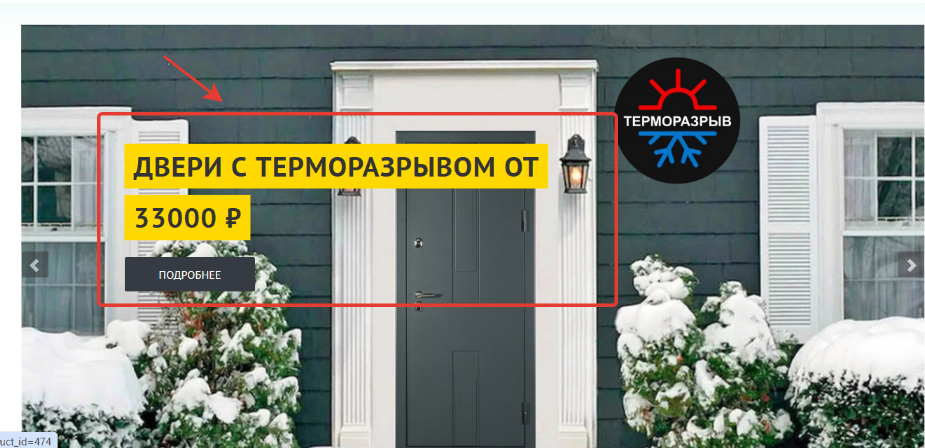 ТЕРМОРАЗРЫВ
ДВЕРИ С ТЕРМОРАЗРЫВОМ ОТ
33000 ₽
ПОДРОБНЕЕ
uct_id=474